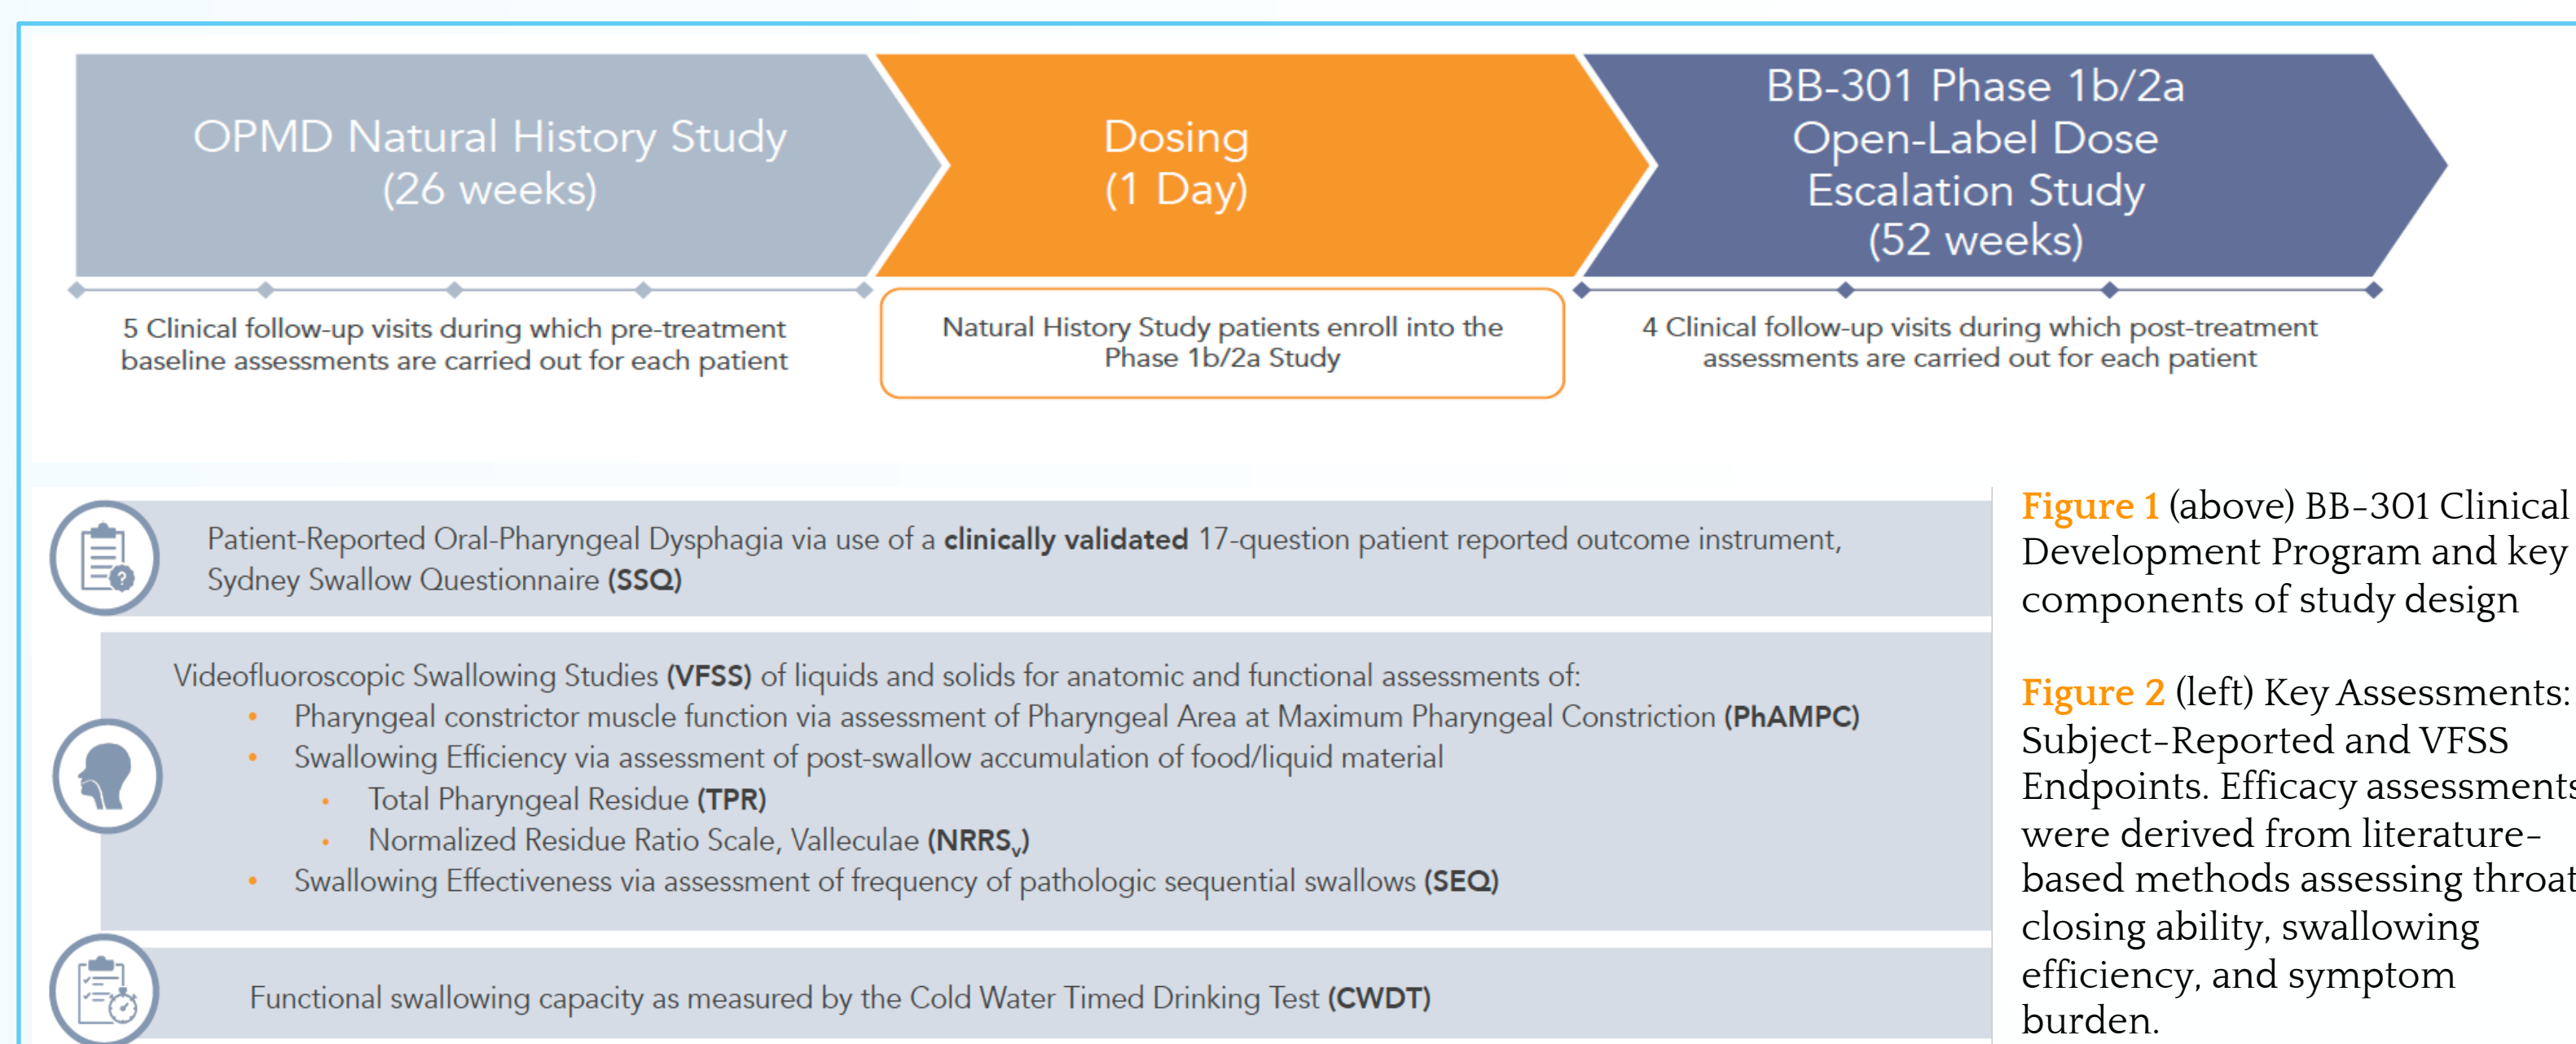 OPMD Natural History Study
(26 weeks)
Dosing
(1 Day)
BB-301 Phase 1b/2a
Open-Label Dose
Escalation Study
(52 weeks)
5 Clinical follow-up visits during which pre-treatment
baseline assessments are carried out for each patient
Natural History Study patients enroll into the
Phase 1b/2a Study
4 Clinical follow-up visits during which post-treatment
assessments are carried out for each patient
Patient-Reported Oral-Pharyngeal Dysphagia via use of a clinically validated 17-question patient reported outcome instrument,
Sydney Swallow Questionnaire (SSQ)
Videofluoroscopic Swallowing Studies (VFSS) of liquids and solids for anatomic and functional assessments of:
• Pharyngeal constrictor muscle function via assessment of Pharyngeal Area at Maximum Pharyngeal Constriction (PhAMPC)
• Swallowing Efficiency via assessment of post-swallow accumulation of food/liquid material
• Total Pharyngeal Residue (TPR)
• Normalized Residue Ratio Scale, Valleculae (NRRSv)
• Swallowing Effectiveness via assessment of frequency of pathologic sequential swallows (SEQ)
Functional swallowing capacity as measured by the Cold Water Timed Drinking Test (CWDT)
Figure 1 (above) BB-301 Clinical
Development Program and key
components of study design
Figure 2 (left) Key Assessments:
Subject-Reported and VFSS
Endpoints. Efficacy assessments
were derived from literature-
based methods assessing throat
closing ability, swallowing
efficiency, and symptom
burden.